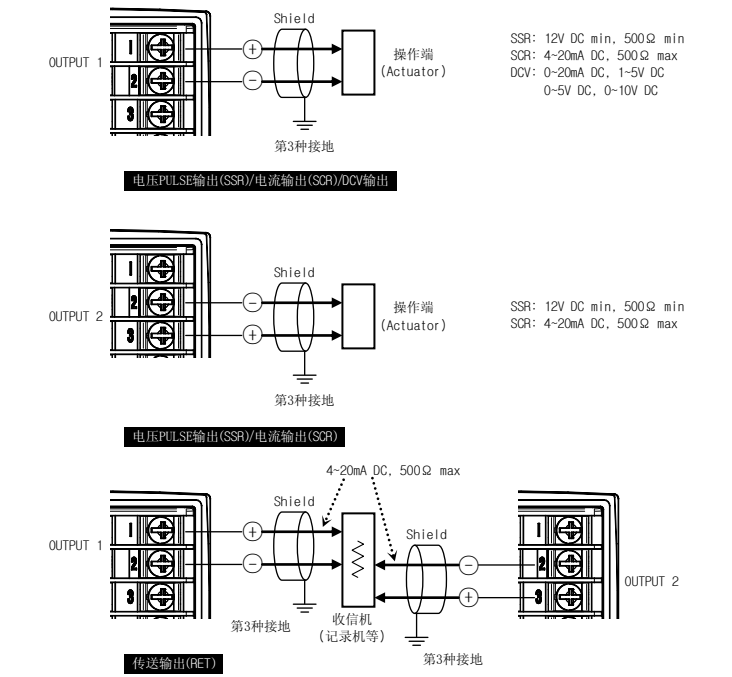 Shield
OUTPUT 1
1
2
3
+
−
操作端
(Actuator)
SSR: 12V DC min, 500Ω min
SCR: 4~20mA DC, 500Ω max
DCV: 0~20mA DC, 1~5V DC
0~5V DC, 0~10V DC
第3种接地
电压PULSE输出(SSR)/电流输出(SCR)/DCV输出
Shield
OUTPUT 2
1
2
3
−
+
操作端
(Actuator)
SSR: 12V DC min, 500Ω min
SCR: 4~20mA DC, 500Ω max
第3种接地
电压PULSE输出(SSR)/电流输出(SCR)
4~20mA DC, 500Ω max
Shield
OUTPUT 1
1
2
3
+
−
Shield
−
+
1
2
3
OUTPUT 2
第3种接地
收信机
(记录机等)
第3种接地
传送输出(RET)